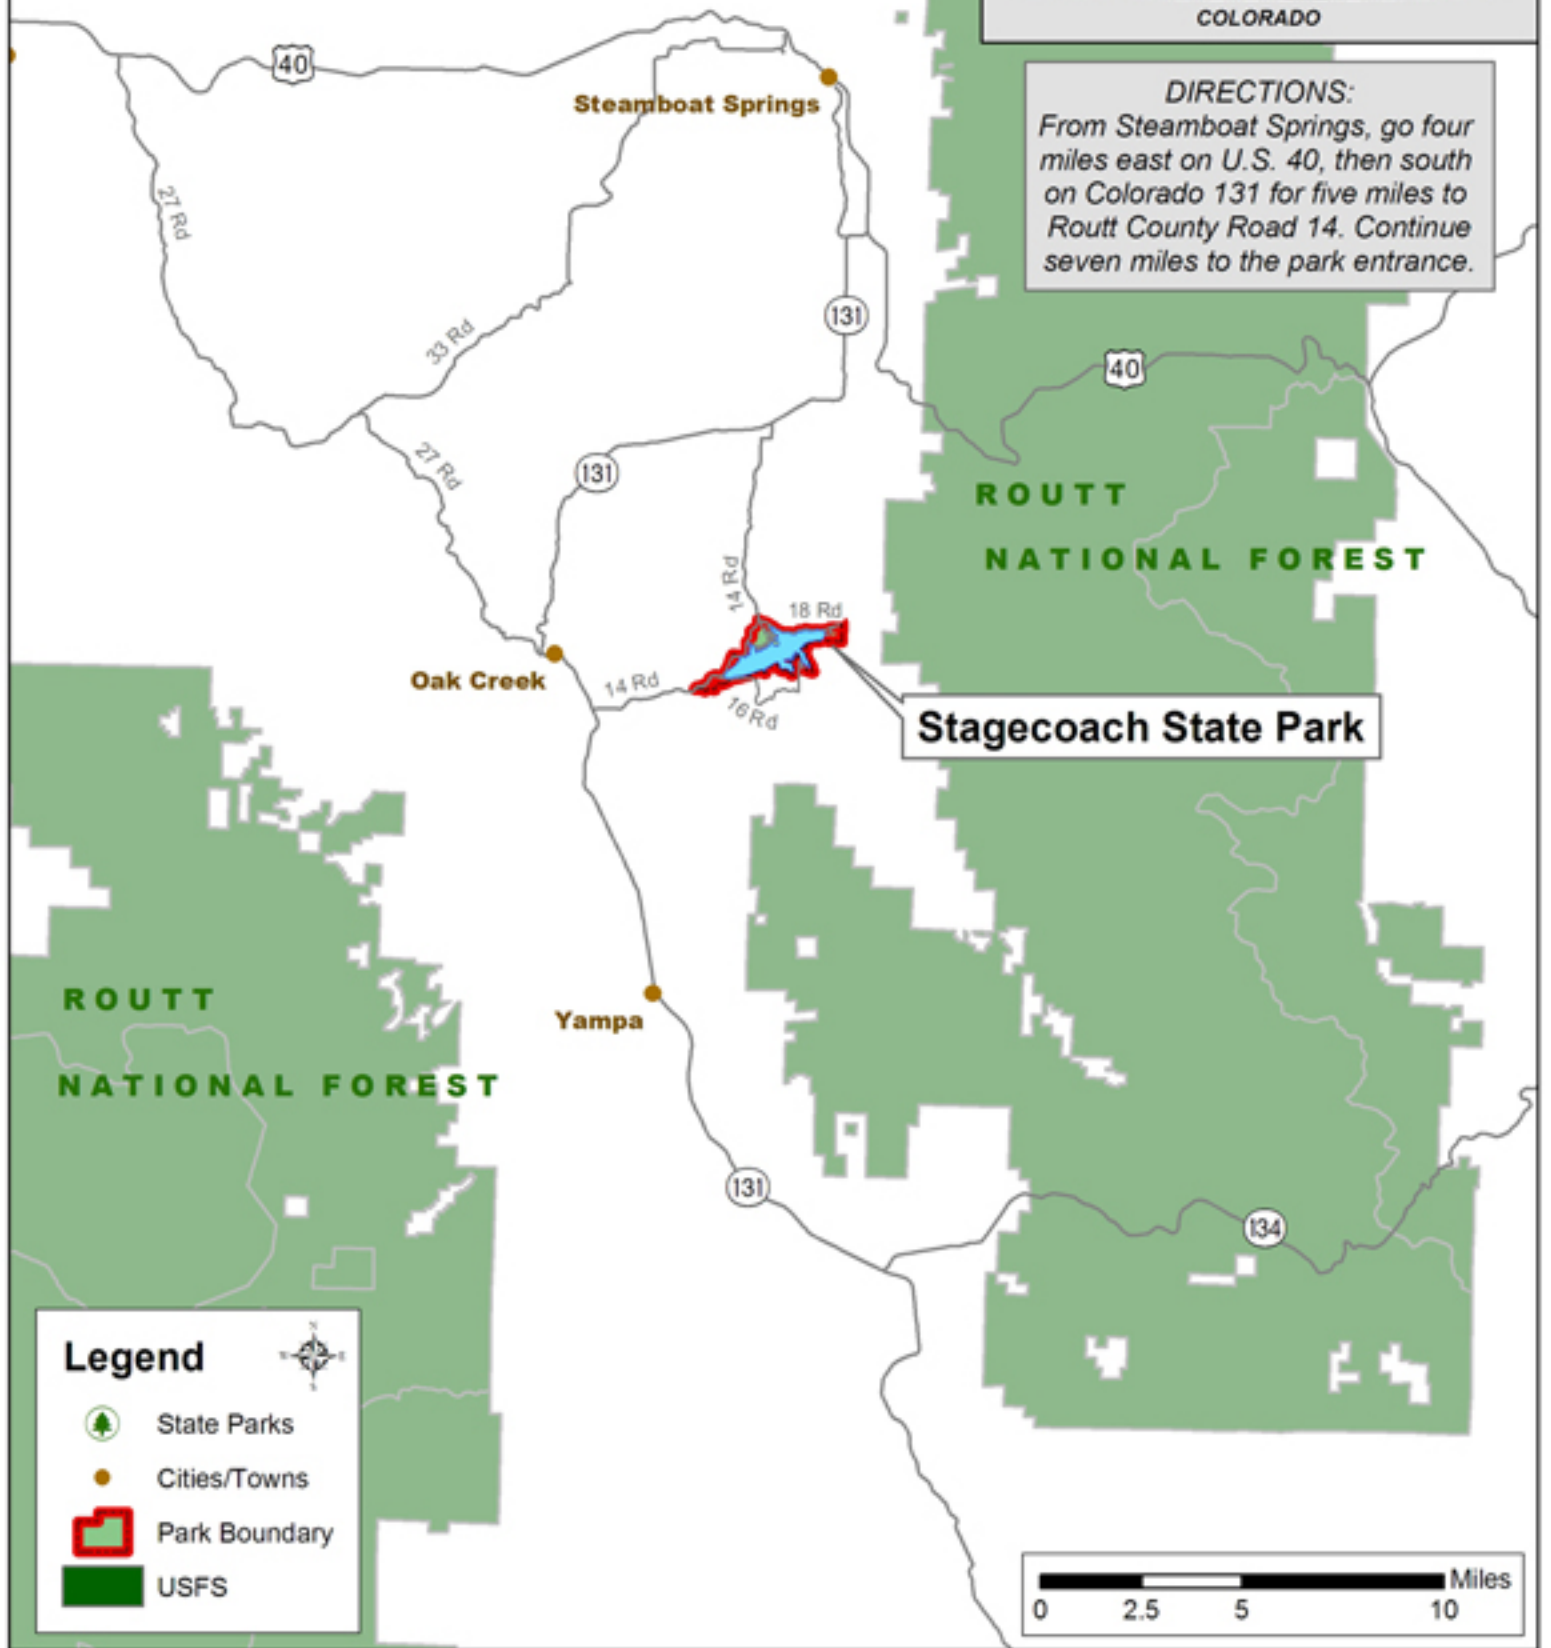 COLORADO
DIRECTIONS:
From Steamboat Springs, go four
miles east on U.S. 40, then south
on Colorado 131 for five miles to
Routt County Road 14. Continue
seven miles to the park entrance.
40
Steamboat Springs
27 Rd
33 Rd
131
40
27 Rd
131
ROUTT
NATIONAL FOREST
14 Rd
18 Rd
Oak Creek
14 Rd
16 Rd
Stagecoach State Park
ROUTT
NATIONAL FOREST
Yampa
131
134
Legend
N
W
E
S
State Parks
Cities/Towns
Park Boundary
USFS
Miles
0 2.5 5 10